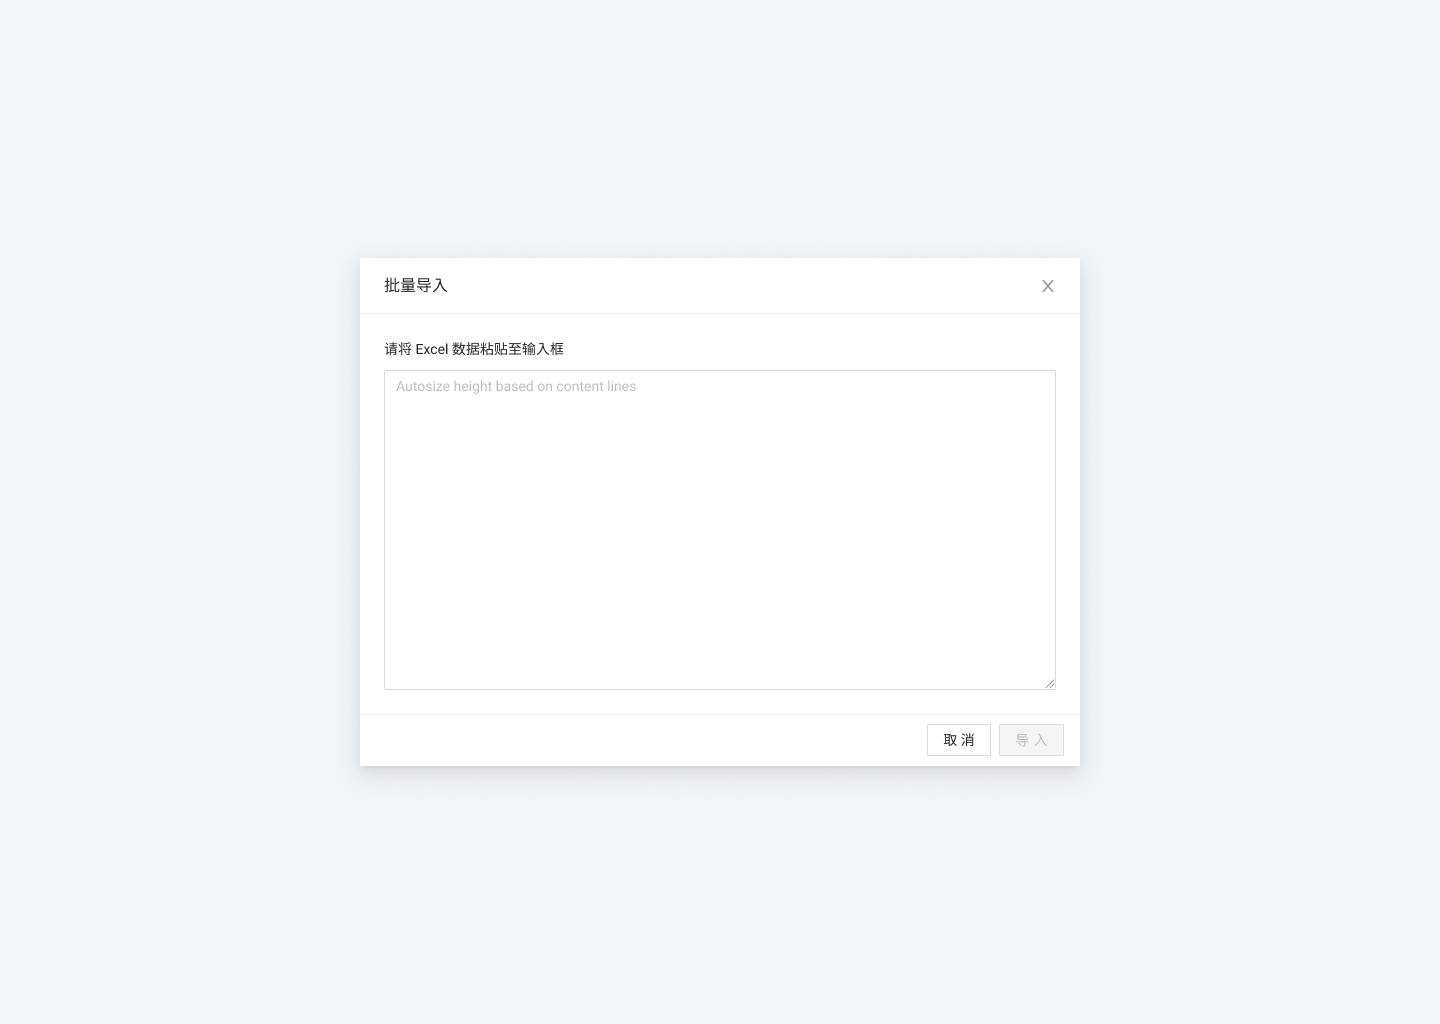 批量导入
请将 Excel 数据粘贴至输入框
Autosize height based on content lines
取 消
导 入